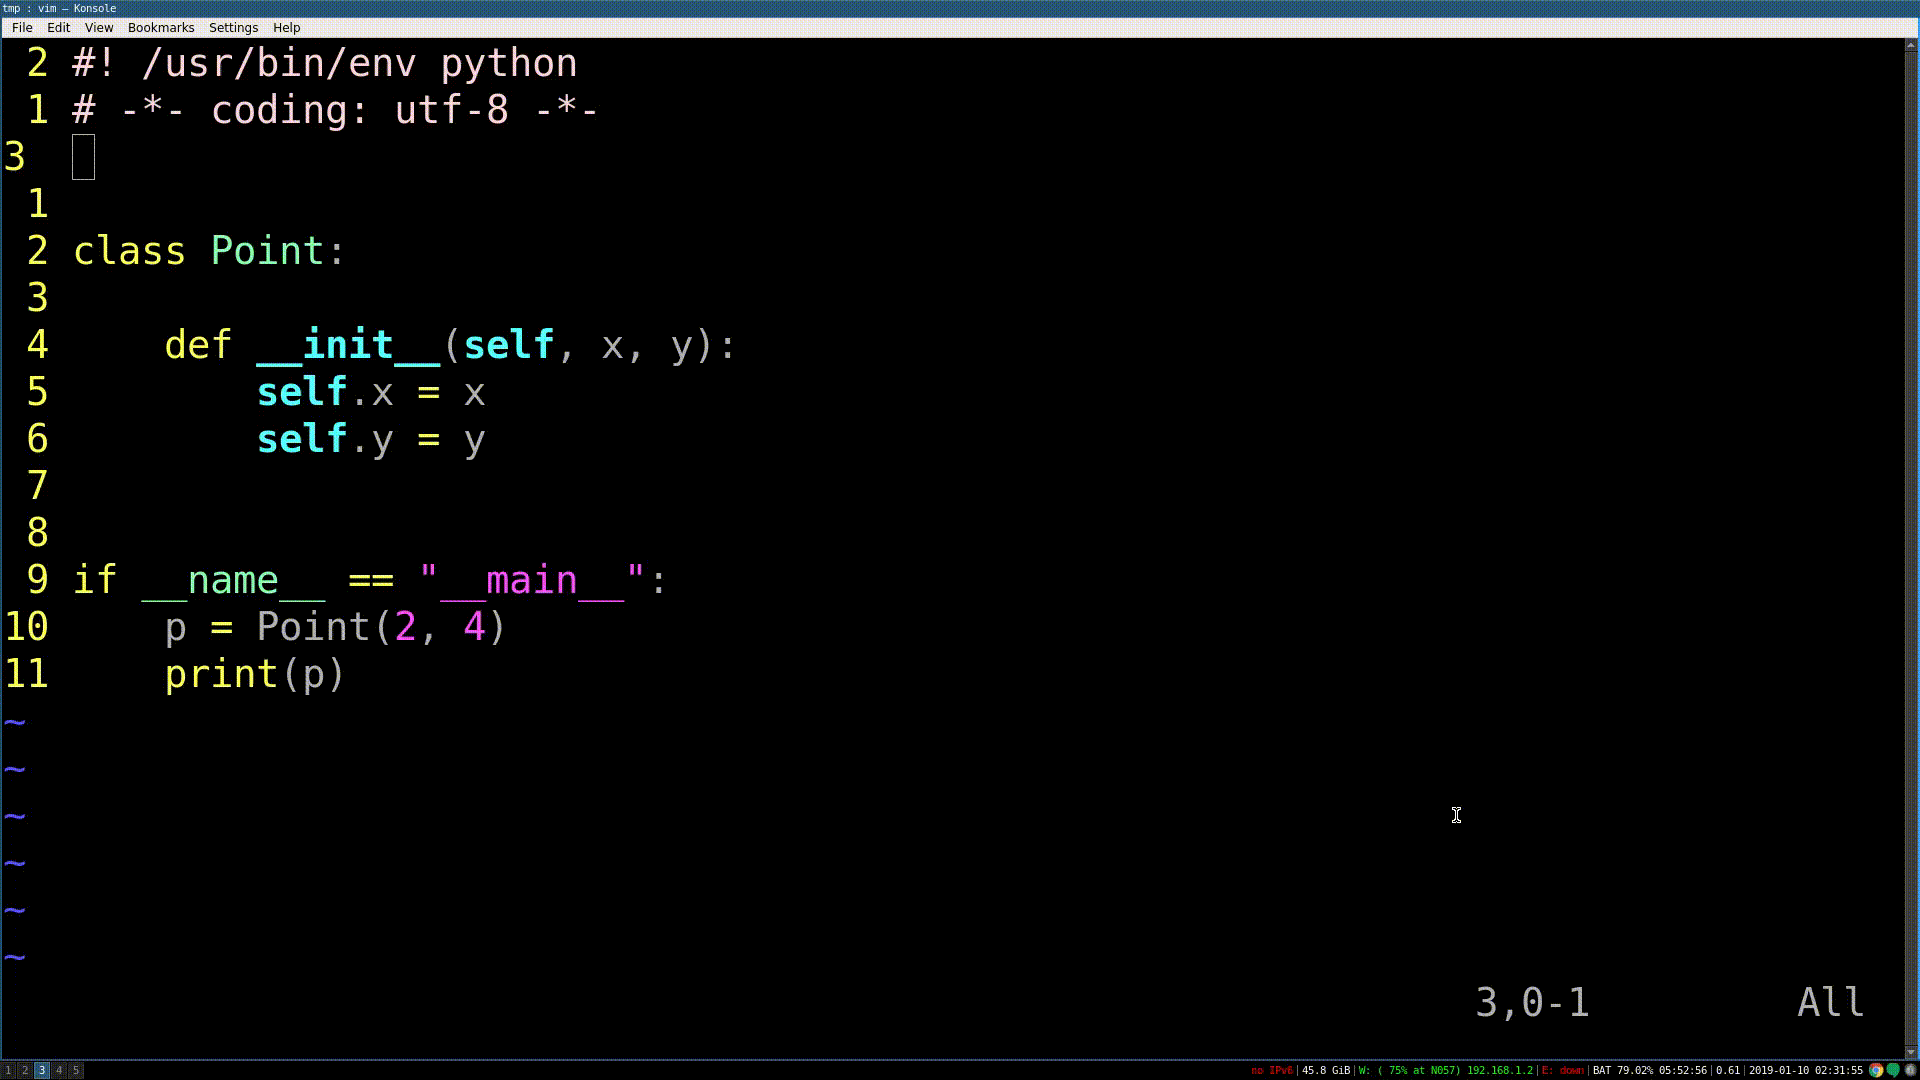 tmp : vim — Konsole
File Edit View Bookmarks Settings Help
2 #! /usr/bin/env python
1 # -*- coding: utf-8 -*-
3
1
2 class Point:
3
4     def __init__(self, x, y):
5         self.x = x
6         self.y = y
7
8
9 if __name__ == "__main__":
10     p = Point(2, 4)
11     print(p)
~
~
~
~
~
~
3,0-1 All
1 2 3 4 5 no IPv6|45.8 GiB|W: ( 75% at N057) 192.168.1.2|E: down|BAT 79.02% 05:52:56|0.61|2019-01-10 02:31:55